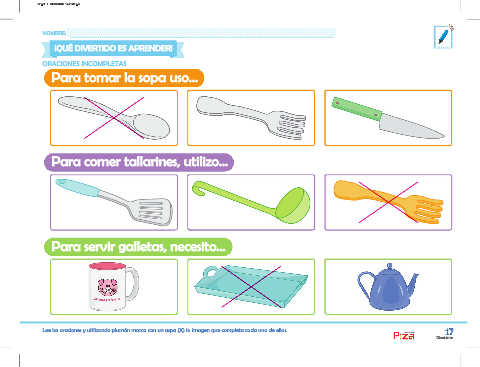 NOMBRE:
¡QUÉ DIVERTIDO ES APRENDER!
ORACIONES INCOMPLETAS
Para tomar la sopa uso...
Para comer tallarines, utilizo...
Para servir galletas, necesito...
Lee las oraciones y utilizando plumón marca con un aspa (X) la imagen que completa cada una de ellas.
17